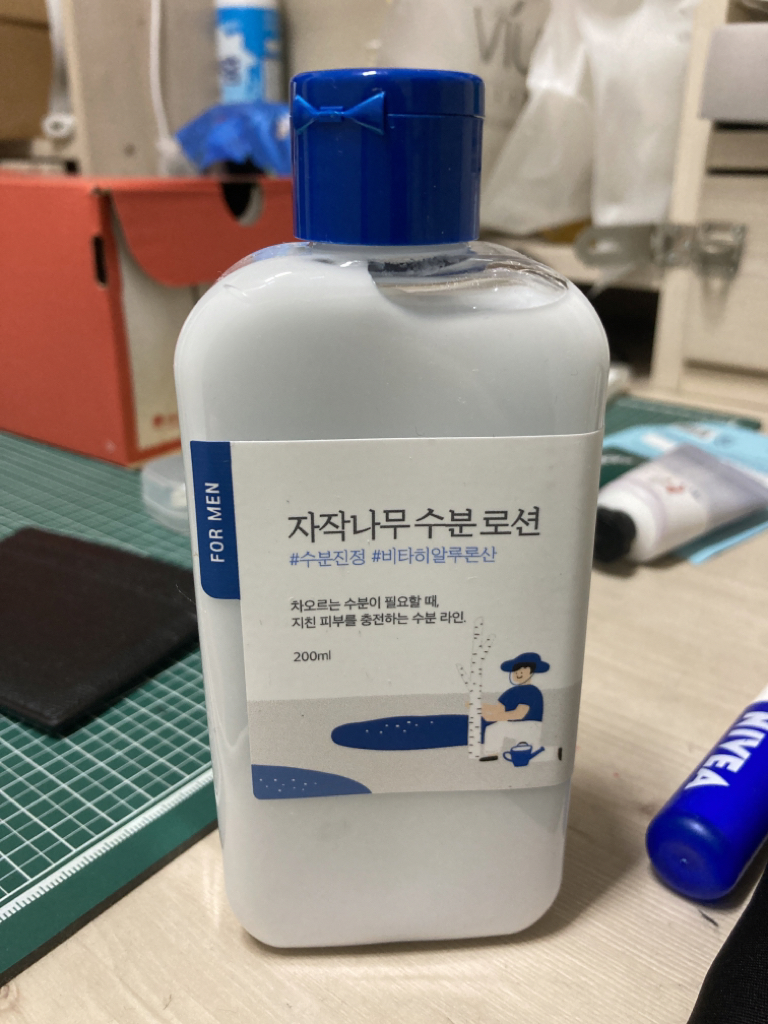 FOR MEN
자작나무 수분 로션
#수분진정 #비타히알루론산
차오르는 수분이 필요할 때,
지친 피부를 충전하는 수분 라인.
200ml
NIVEA